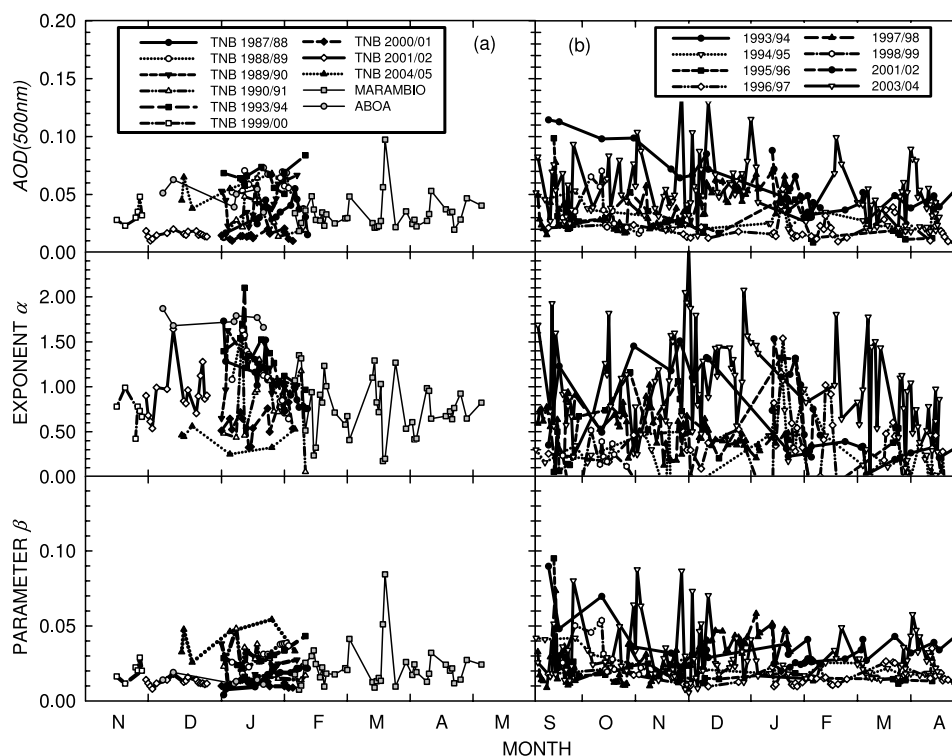 0.20
0.15
0.10
0.05
0.00
AOD(500nm)
TNB 1987/88
TNB 1988/89
TNB 1989/90
TNB 1990/91
TNB 1993/94
TNB 1999/00
TNB 2000/01
TNB 2001/02
TNB 2004/05
MARAMBIO
ABOA
(a)
(b)
1993/94
1994/95
1995/96
1996/97
1997/98
1998/99
2001/02
2003/04
2.00
1.50
1.00
0.50
0.00
EXPONENT α
0.10
0.05
0.00
PARAMETER β
N D J F M A M
S O N D J F M A
MONTH